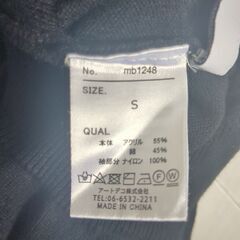 No. mb1248
SIZE.
S
QUAL
本体 アクリル 55%
綿 45%
袖部分 ナイロン 100%
アートデコ株式会社
TEL:06-6532-2211
MADE IN CHINA